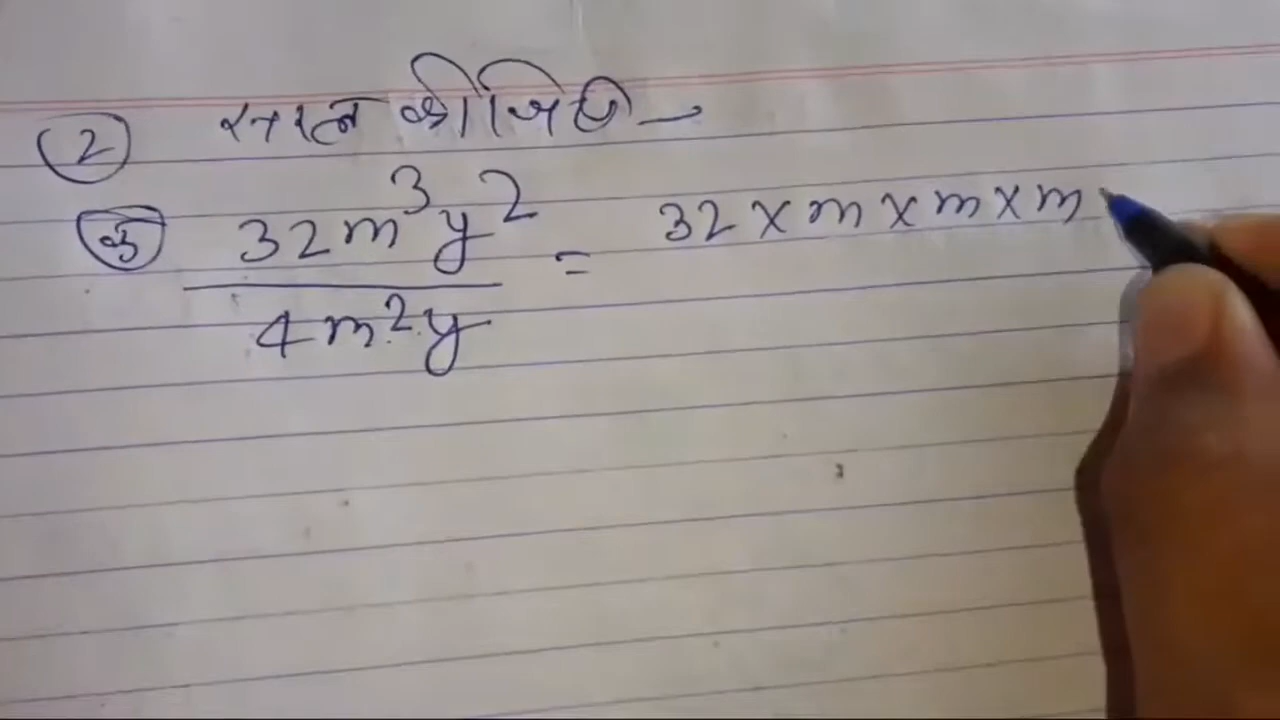 2 सरल कीजिए -
क 32m³y² / 4m²y = 32 x m x m x m